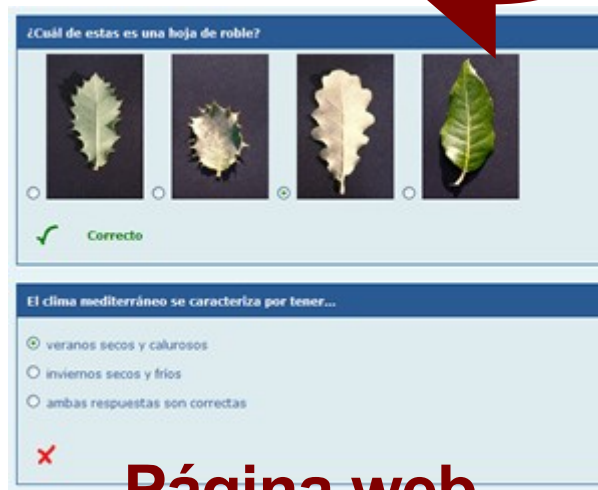 ¿Cuál de estas es una hoja de roble?
Correcto
El clima mediterráneo se caracteriza por tener...
veranos secos y calurosos
inviernos secos y fríos
ambas respuestas son correctas
Página web